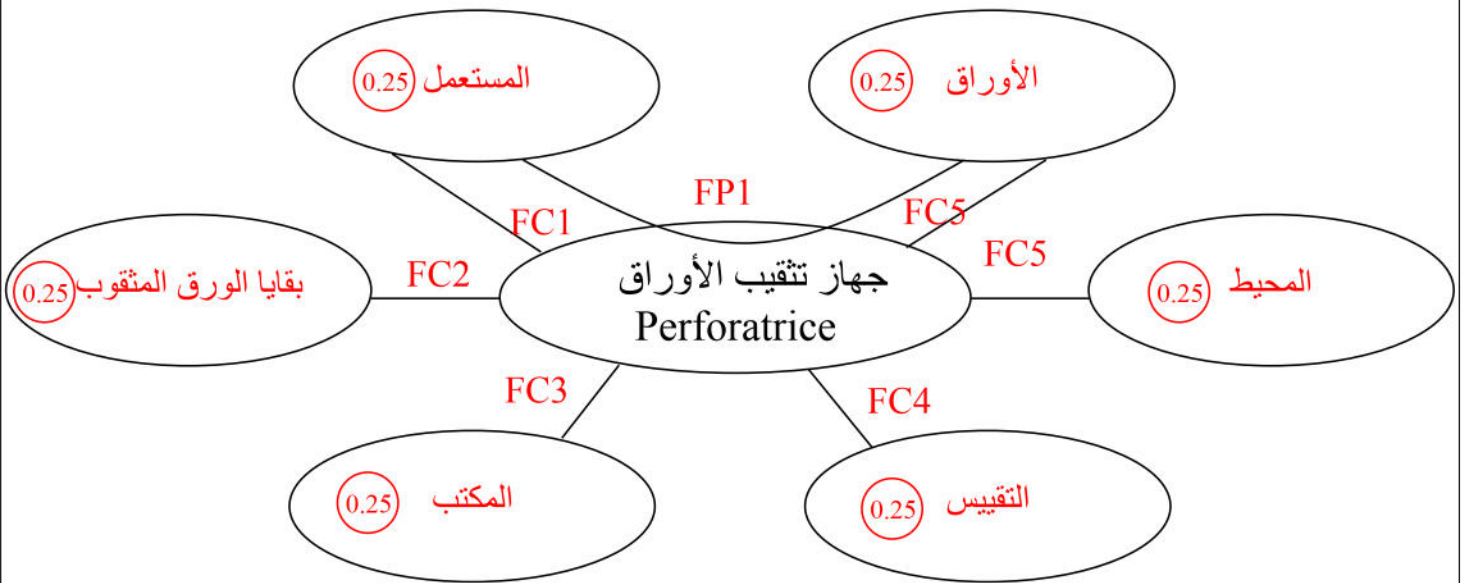 المستعمل 0.25
الأوراق 0.25
FP1
FC1
FC5
بقايا الورق المثقوب 0.25
FC2
جهاز تثقيب الأوراق
Perforatrice
FC5
المحيط 0.25
FC3
FC4
المكتب 0.25
التقييس 0.25